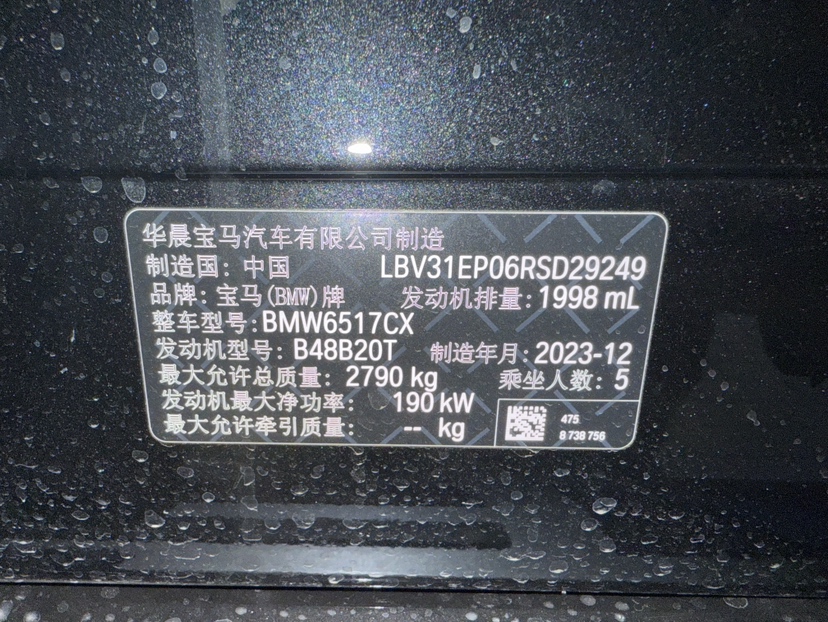 华晨宝马汽车有限公司制造
制造国: 中国 LBV31EP06RSD29249
品牌: 宝马(BMW)牌 发动机排量: 1998 mL
整车型号: BMW6517CX
发动机型号: B48B20T 制造年月: 2023-12
最大允许总质量: 2790 kg 乘坐人数: 5
发动机最大净功率: 190 kW
最大允许牵引质量: -- kg
475
8 738 756